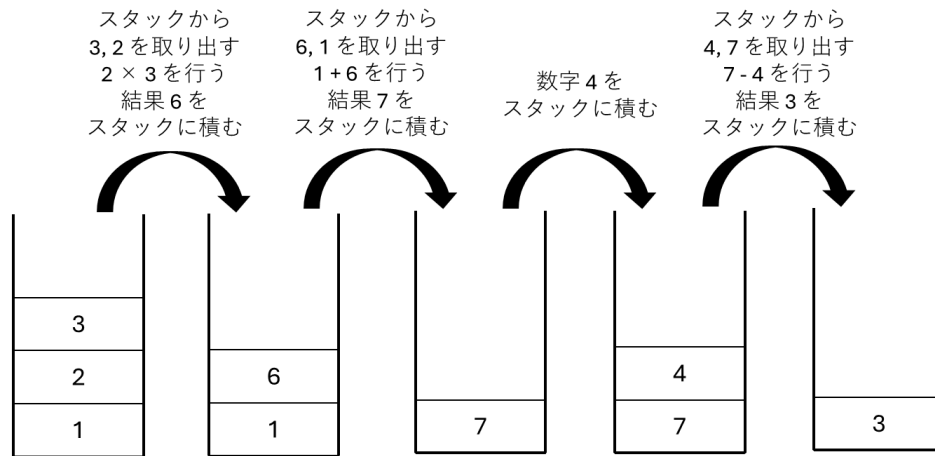 スタックから
3, 2 を取り出す
2 × 3 を行う
結果 6 を
スタックに積む
スタックから
6, 1 を取り出す
1 + 6 を行う
結果 7 を
スタックに積む
数字 4 を
スタックに積む
スタックから
4, 7 を取り出す
7 - 4 を行う
結果 3 を
スタックに積む
3
2
1
6
1
7
4
7
3